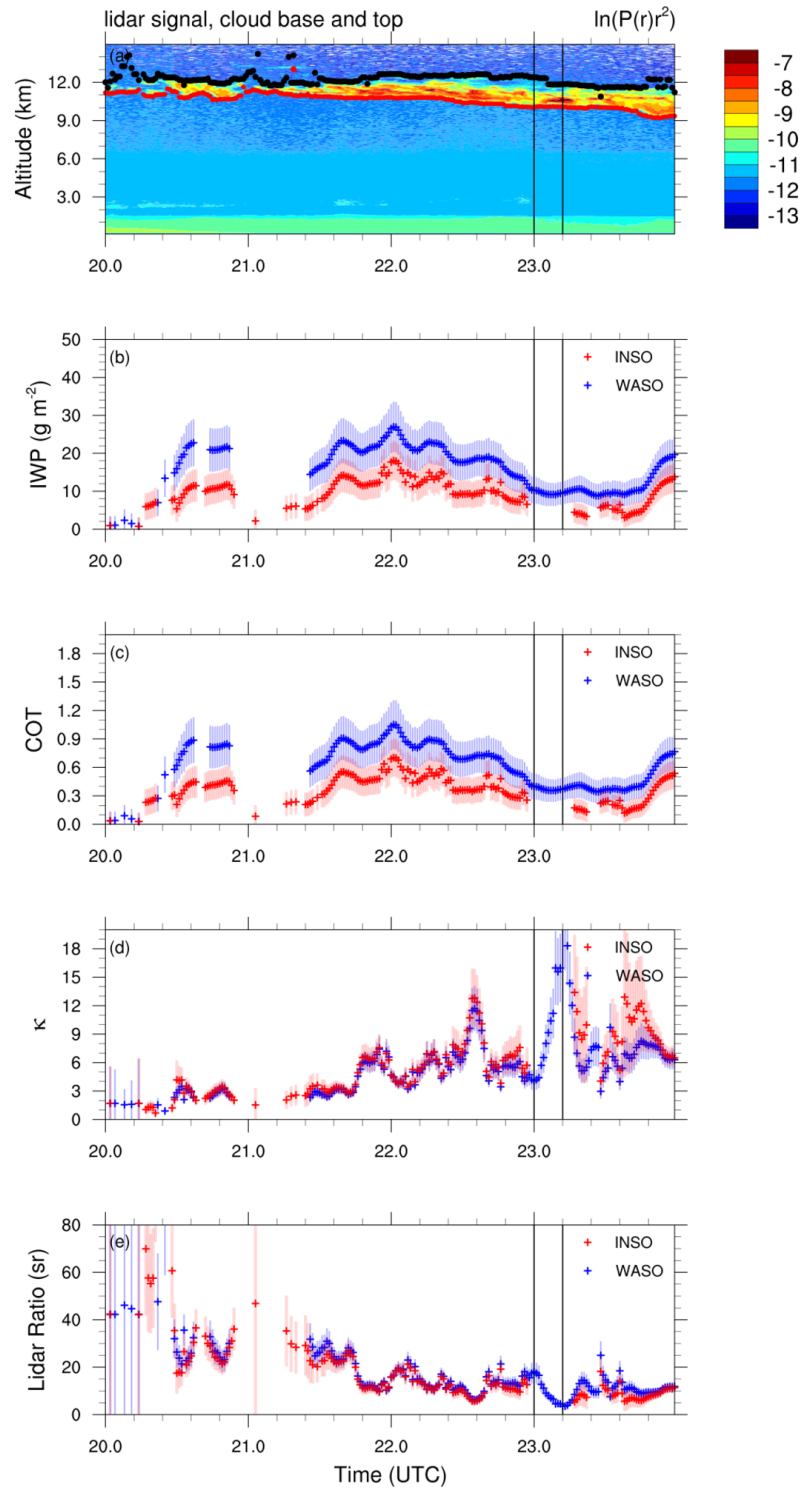 lidar signal, cloud base and top ln(P(r)r²)
(a)
Altitude (km)
12.0
9.0
6.0
3.0
20.0 21.0 22.0 23.0
-7
-8
-9
-10
-11
-12
-13
(b)
INSO
WASO
IWP (g m⁻²)
50
40
30
20
10
0
20.0 21.0 22.0 23.0
(c)
INSO
WASO
COT
1.8
1.5
1.2
0.9
0.6
0.3
0.0
20.0 21.0 22.0 23.0
(d)
INSO
WASO
κ
18
15
12
9
6
3
0
20.0 21.0 22.0 23.0
(e)
INSO
WASO
Lidar Ratio (sr)
80
60
40
20
0
20.0 21.0 22.0 23.0
Time (UTC)